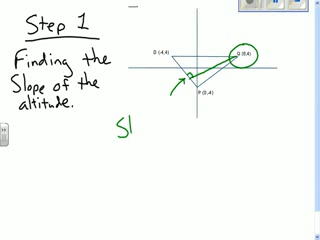 Step 1
Finding the
Slope of the
altitude.
D (-4,4)
O (8,4)
P (0,-4)
Sl